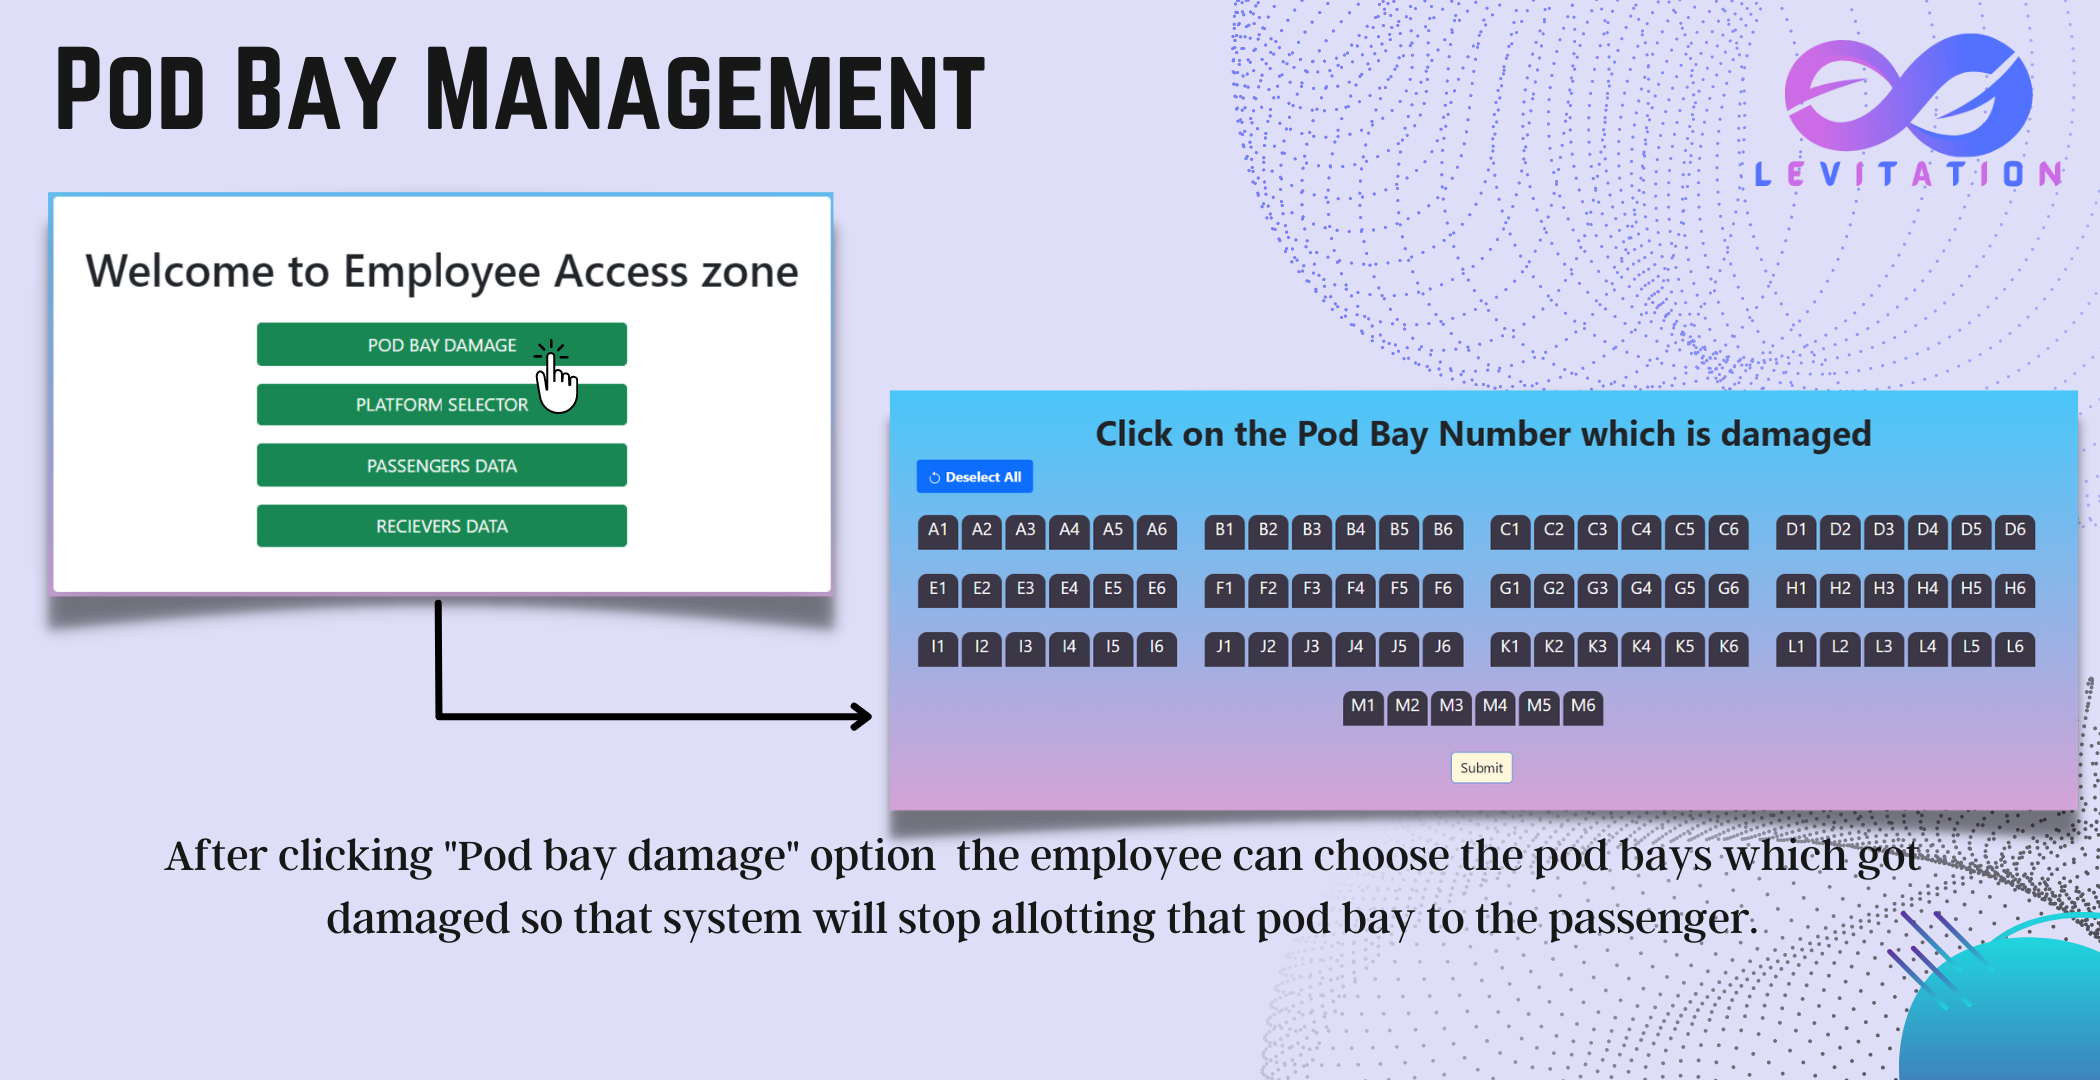 POD BAY MANAGEMENT
LEVITATION
Welcome to Employee Access zone
POD BAY DAMAGE
PLATFORM SELECTOR
PASSENGERS DATA
RECIEVERS DATA
Click on the Pod Bay Number which is damaged
Deselect All
A1 A2 A3 A4 A5 A6 B1 B2 B3 B4 B5 B6 C1 C2 C3 C4 C5 C6 D1 D2 D3 D4 D5 D6
E1 E2 E3 E4 E5 E6 F1 F2 F3 F4 F5 F6 G1 G2 G3 G4 G5 G6 H1 H2 H3 H4 H5 H6
I1 I2 I3 I4 I5 I6 J1 J2 J3 J4 J5 J6 K1 K2 K3 K4 K5 K6 L1 L2 L3 L4 L5 L6
M1 M2 M3 M4 M5 M6
Submit
After clicking "Pod bay damage" option the employee can choose the pod bays which got
damaged so that system will stop allotting that pod bay to the passenger.